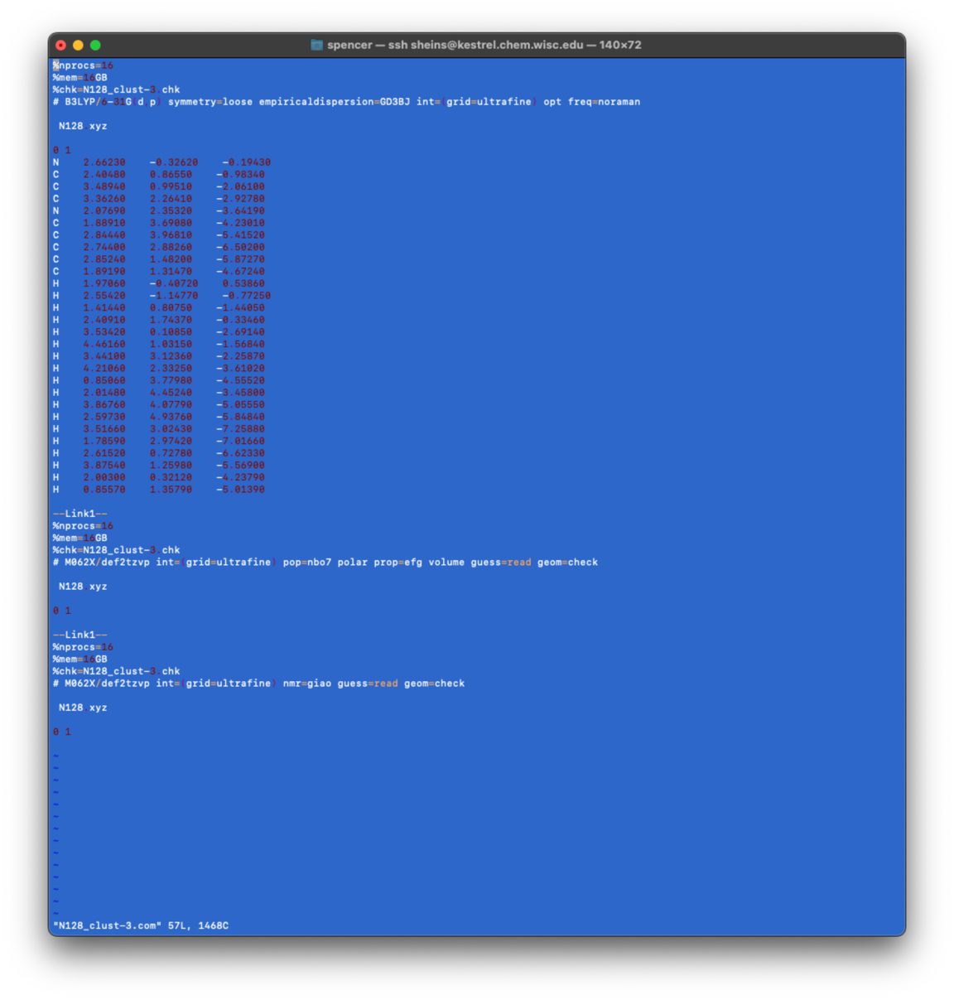 spencer — ssh sheins@kestrel.chem.wisc.edu — 140×72
%nprocs=16
%mem=16GB
%chk=N128_clust-3.chk
# B3LYP/6-31G(d,p) symmetry=loose empiricaldispersion=GD3BJ int=(grid=ultrafine) opt freq=noraman
N128.xyz
0 1
N    2.66230    -0.32620    -0.19430
C    2.40480    0.86550    -0.98340
C    3.48940    0.99510    -2.06100
C    3.36260    2.26410    -2.92780
N    2.07690    2.35320    -3.64190
C    1.88910    3.69080    -4.23010
C    2.84440    3.96810    -5.41520
C    2.74400    2.88260    -6.50200
C    2.85240    1.48200    -5.87270
C    1.89190    1.31470    -4.67240
H    1.97060    -0.40720    0.53860
H    2.55420    -1.14770    -0.77250
H    1.41440    0.80750    -1.44050
H    2.40910    1.74370    -0.33460
H    3.53420    0.10850    -2.69140
H    4.46160    1.03150    -1.56840
H    3.44100    3.12360    -2.25870
H    4.21060    2.33250    -3.61020
H    0.85060    3.77980    -4.55520
H    2.01480    4.45240    -3.45800
H    3.86760    4.07790    -5.05550
H    2.59730    4.93760    -5.84840
H    3.51660    3.02430    -7.25880
H    1.78590    2.97420    -7.01660
H    2.61520    0.72780    -6.62330
H    3.87540    1.25980    -5.56900
H    2.00300    0.32120    -4.23790
H    0.85570    1.35790    -5.01390
--Link1--
%nprocs=16
%mem=16GB
%chk=N128_clust-3.chk
# M062X/def2tzvp int=(grid=ultrafine) pop=nbo7 polar prop=efg volume guess=read geom=check
N128.xyz
0 1
--Link1--
%nprocs=16
%mem=16GB
%chk=N128_clust-3.chk
# M062X/def2tzvp int=(grid=ultrafine) nmr=giao guess=read geom=check
N128.xyz
0 1
~
~
~
~
~
~
~
~
~
~
~
~
~
~
"N128_clust-3.com" 57L, 1468C